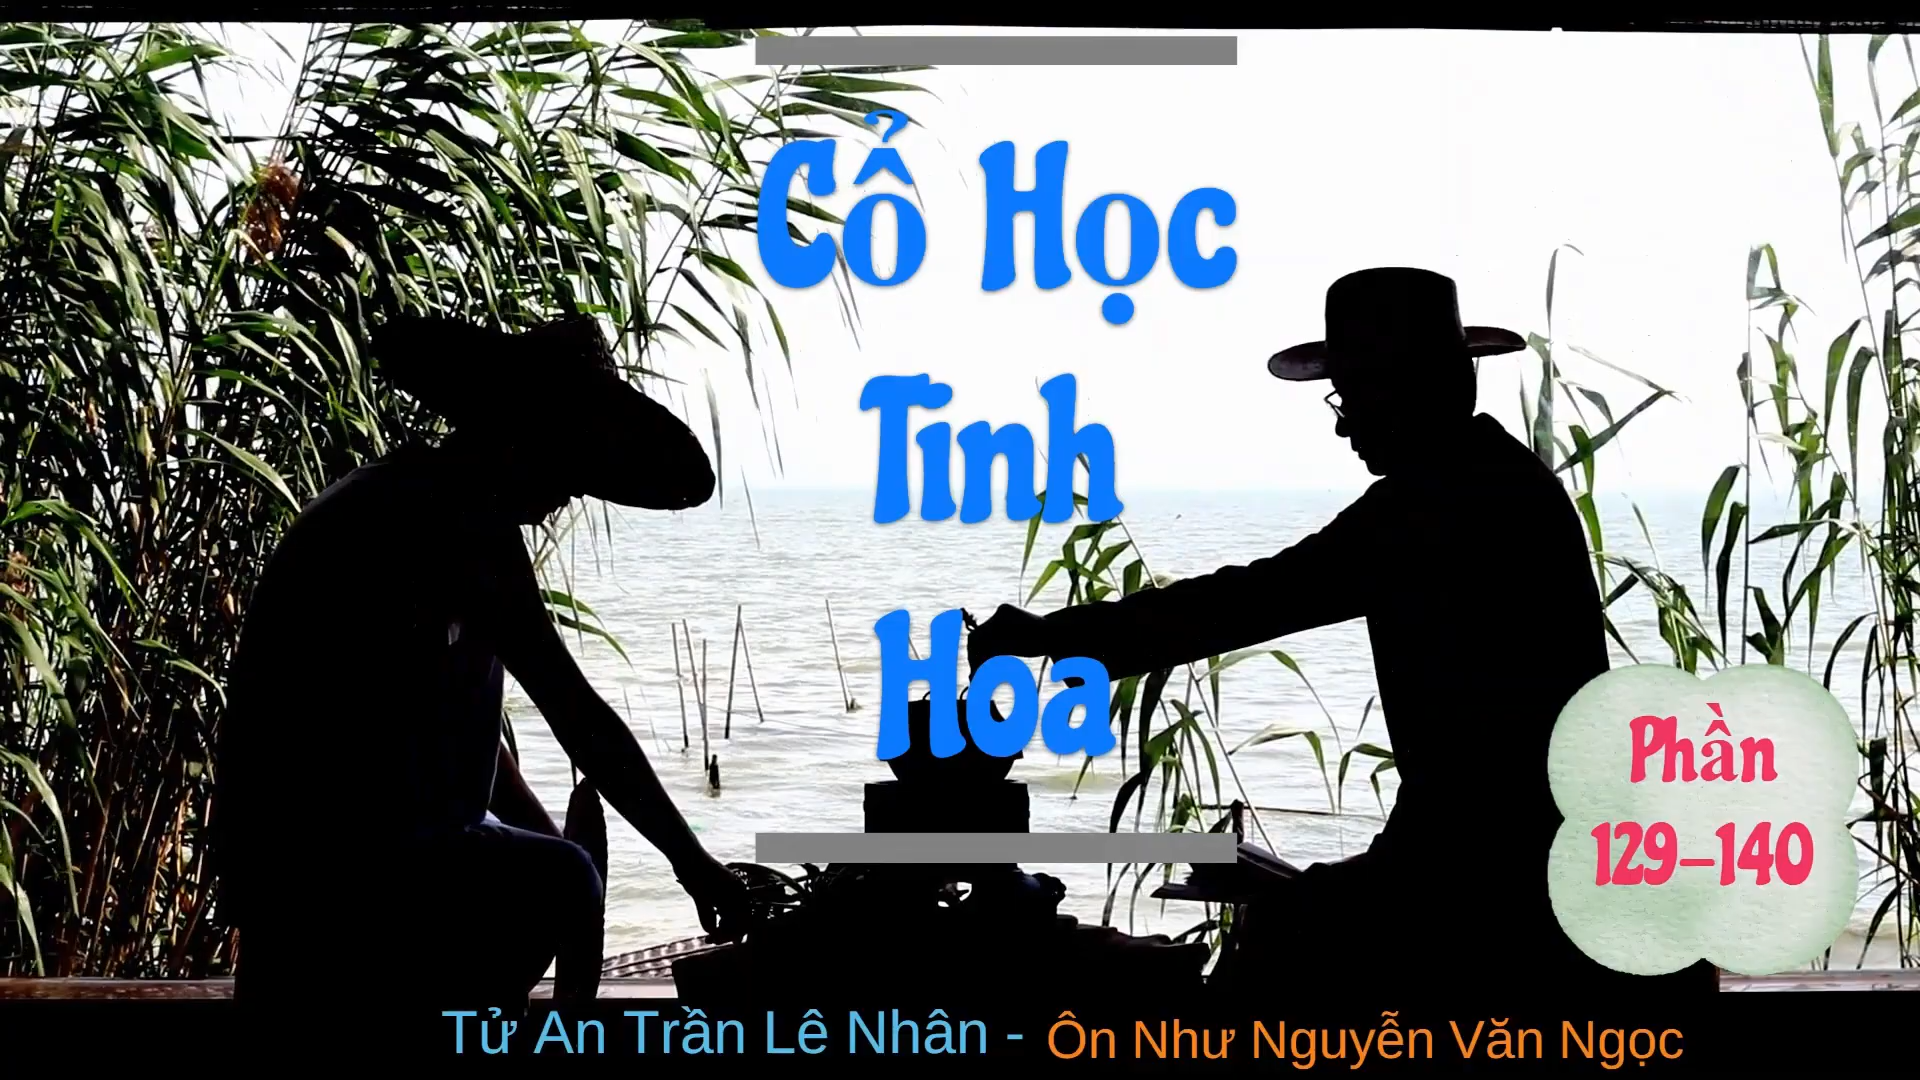 Cổ Học
Tinh
Hoa
Phần
129-140
Tử An Trần Lê Nhân - Ôn Như Nguyễn Văn Ngọc